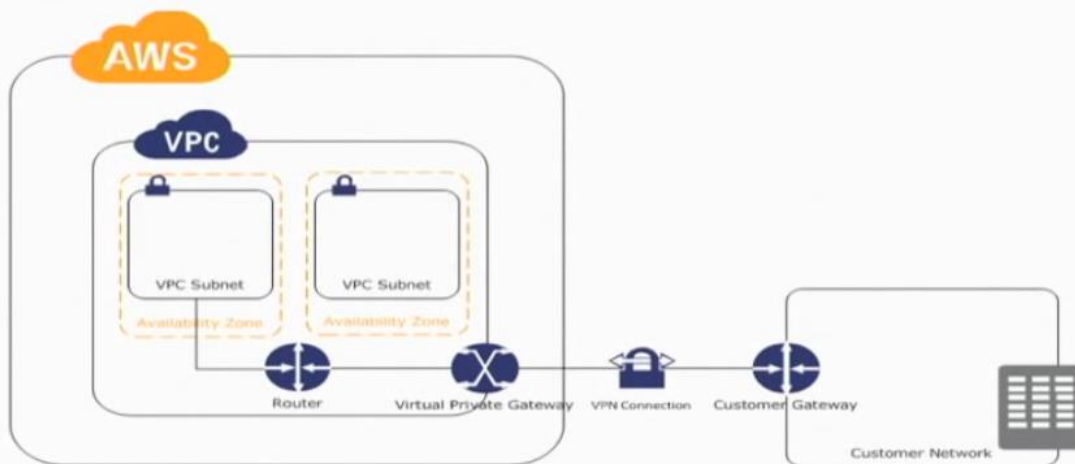 AWS
VPC
VPC Subnet
VPC Subnet
Availability Zone
Availability Zone
Router
Virtual Private Gateway
VPN Connection
Customer Gateway
Customer Network